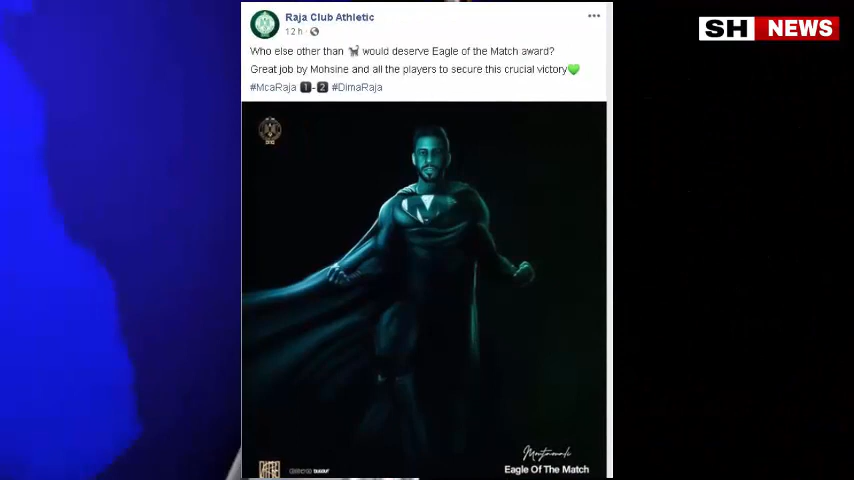 Raja Club Athletic
12 h ·
SH NEWS
Who else other than 🐈‍⬛ would deserve Eagle of the Match award?
Great job by Mohsine and all the players to secure this crucial victory💚
#McaRaja 1️⃣-2️⃣ #DimaRaja
M
Eagle Of The Match